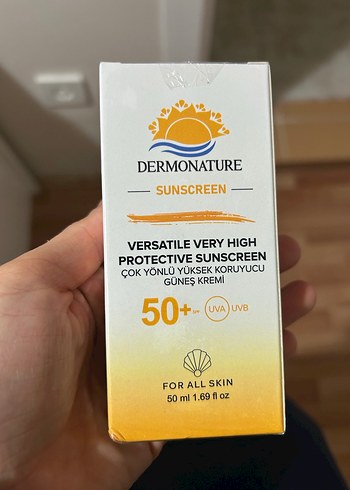 DERMONATURE
SUNSCREEN
VERSATILE VERY HIGH
PROTECTIVE SUNSCREEN
ÇOK YÖNLÜ YÜKSEK KORUYUCU
GÜNEŞ KREMİ
50+ UVA UVB
FOR ALL SKIN
50 ml 1.69 fl oz